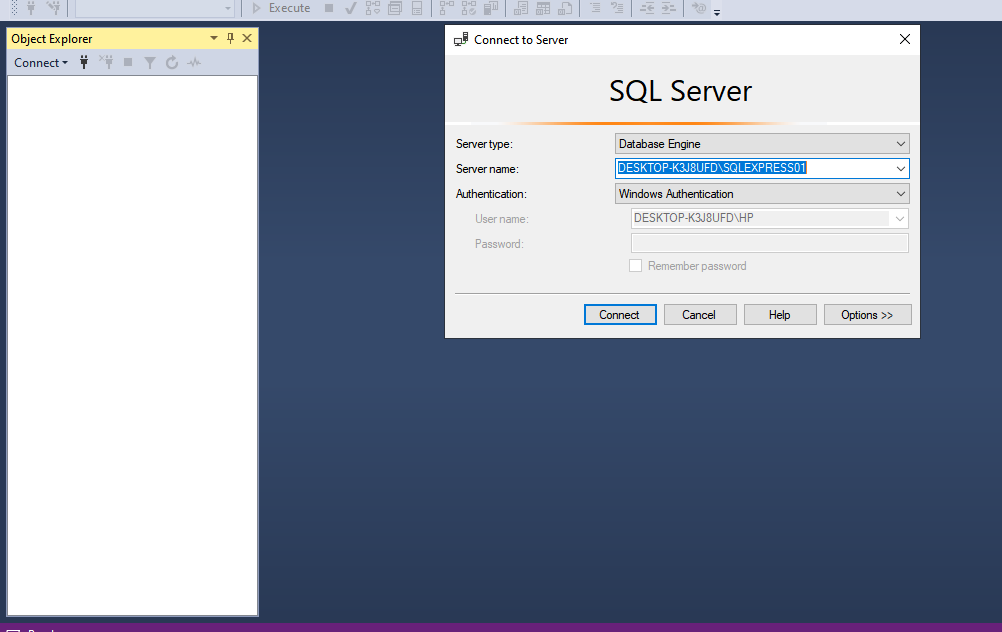 Execute
Object Explorer
Connect
Connect to Server
SQL Server
Server type:
Database Engine
Server name:
DESKTOP-K3J8UFD\SQLEXPRESS01
Authentication:
Windows Authentication
User name:
DESKTOP-K3J8UFD\HP
Password:
Remember password
Connect
Cancel
Help
Options >>